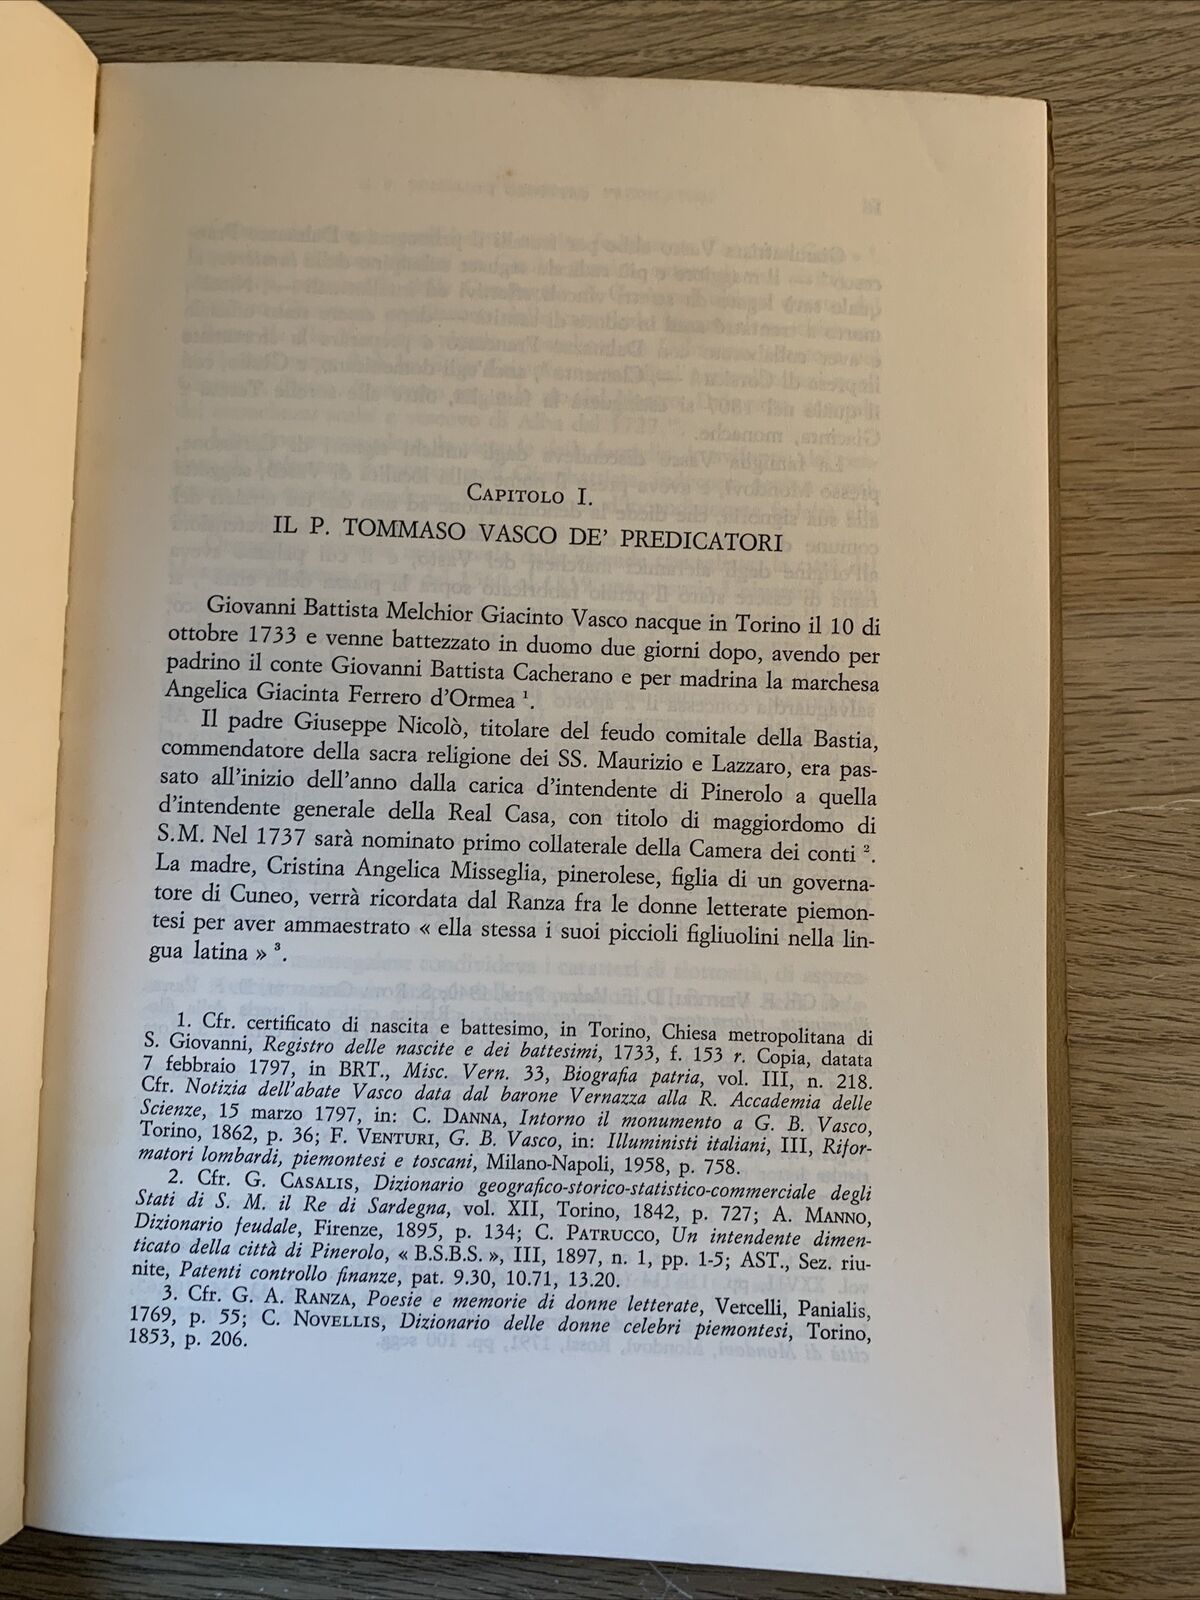 CAPITOLO I.
IL P. TOMMASO VASCO DE' PREDICATORI
Giovanni Battista Melchior Giacinto Vasco nacque in Torino il 10 di
ottobre 1733 e venne battezzato in duomo due giorni dopo, avendo per
padrino il conte Giovanni Battista Cacherano e per madrina la marchesa
Angelica Giacinta Ferrero d'Ormea ¹.
Il padre Giuseppe Nicolò, titolare del feudo comitale della Bastia,
commendatore della sacra religione dei SS. Maurizio e Lazzaro, era pas-
sato all'inizio dell'anno dalla carica d'intendente di Pinerolo a quella
d'intendente generale della Real Casa, con titolo di maggiordomo di
S.M. Nel 1737 sarà nominato primo collaterale della Camera dei conti ².
La madre, Cristina Angelica Misseglia, pinerolese, figlia di un governa-
tore di Cuneo, verrà ricordata dal Ranza fra le donne letterate piemon-
tesi per aver ammaestrato « ella stessa i suoi piccioli figliuolini nella lin-
gua latina » ³.
1. Cfr. certificato di nascita e battesimo, in Torino, Chiesa metropolitana di
S. Giovanni, Registro delle nascite e dei battesimi, 1733, f. 153 r. Copia, datata
7 febbraio 1797, in BRT., Misc. Vern. 33, Biografia patria, vol. III, n. 218.
Cfr. Notizia dell'abate Vasco data dal barone Vernazza alla R. Accademia delle
Scienze, 15 marzo 1797, in: C. DANNA, Intorno il monumento a G. B. Vasco,
Torino, 1862, p. 36; F. VENTURI, G. B. Vasco, in: Illuministi italiani, III, Rifor-
matori lombardi, piemontesi e toscani, Milano-Napoli, 1958, p. 758.
2. Cfr. G. CASALIS, Dizionario geografico-storico-statistico-commerciale degli
Stati di S. M. il Re di Sardegna, vol. XII, Torino, 1842, p. 727; A. MANNO,
Dizionario feudale, Firenze, 1895, p. 134; C. PATRUCCO, Un intendente dimen-
ticato della città di Pinerolo, « B.S.B.S. », III, 1897, n. 1, pp. 1-5; AST., Sez. riu-
nite, Patenti controllo finanze, pat. 9.30, 10.71, 13.20.
3. Cfr. G. A. RANZA, Poesie e memorie di donne letterate, Vercelli, Panialis,
1769, p. 55; C. NOVELLIS, Dizionario delle donne celebri piemontesi, Torino,
1853, p. 206.